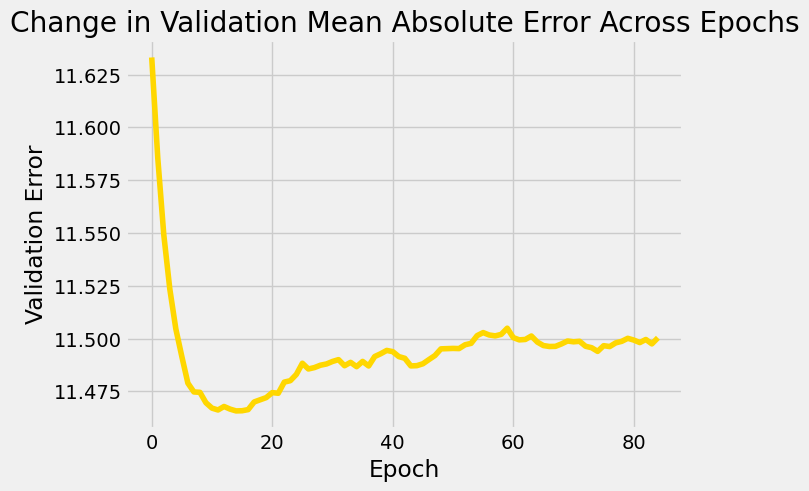 Change in Validation Mean Absolute Error Across Epochs
11.625
11.600
11.575
11.550
11.525
11.500
11.475
Validation Error
0 20 40 60 80
Epoch